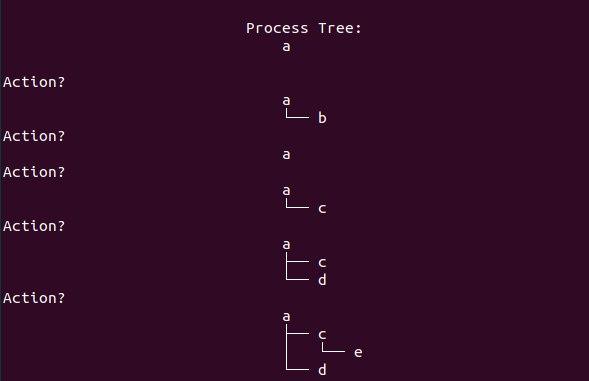 Process Tree:
a
Action?
a
└── b
Action?
a
Action?
a
└── c
Action?
a
├── c
└── d
Action?
a
├── c
│   └── e
└── d